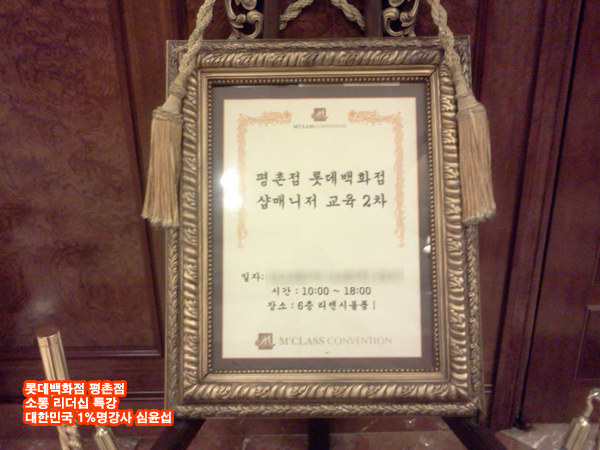 M'CLASS CONVENTION
평촌점 롯데백화점
샵매니저 교육 2차
일자:
시간 : 10:00 ~ 18:00
장소 : 6층 리젠시볼룸 I
M'CLASS CONVENTION
롯데백화점 평촌점
소통 리더십 특강
대한민국 1%명강사 심윤섭